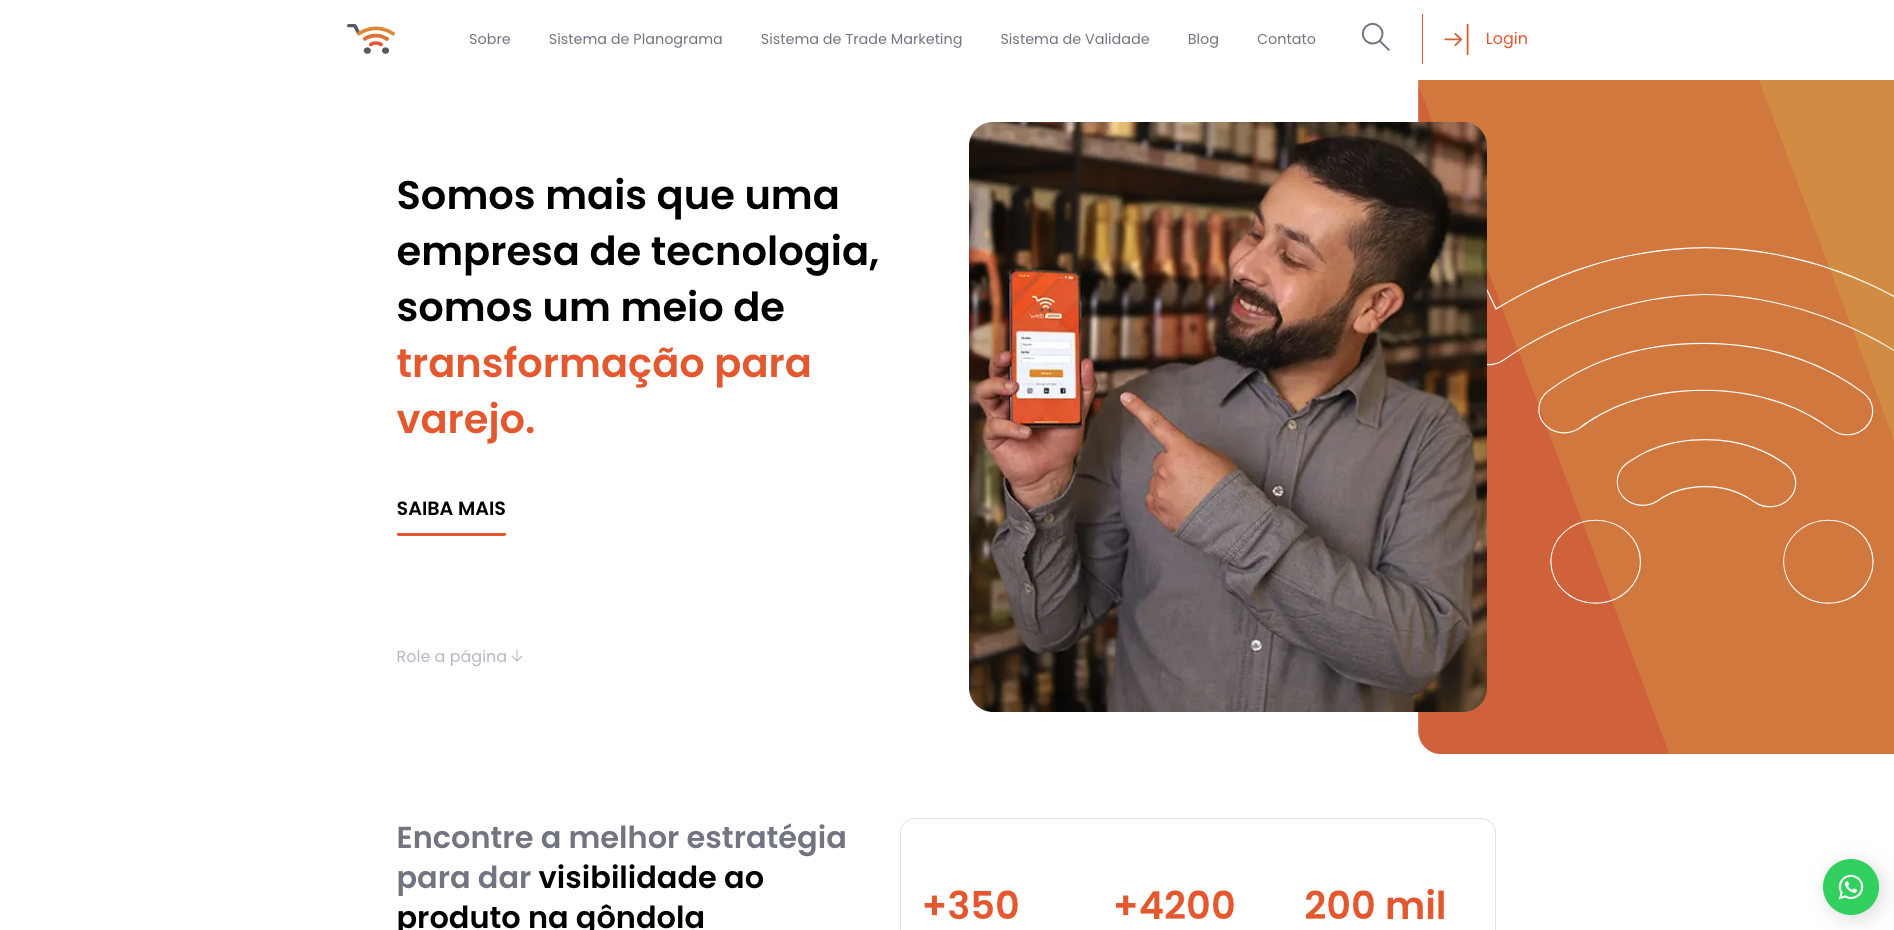 Sobre
Sistema de Planograma
Sistema de Trade Marketing
Sistema de Validade
Blog
Contato
Login
Somos mais que uma
empresa de tecnologia,
somos um meio de
transformação para
varejo.
SAIBA MAIS
Role a página ↓
Encontre a melhor estratégia
para dar visibilidade ao
produto na gôndola
+350
+4200
200 mil